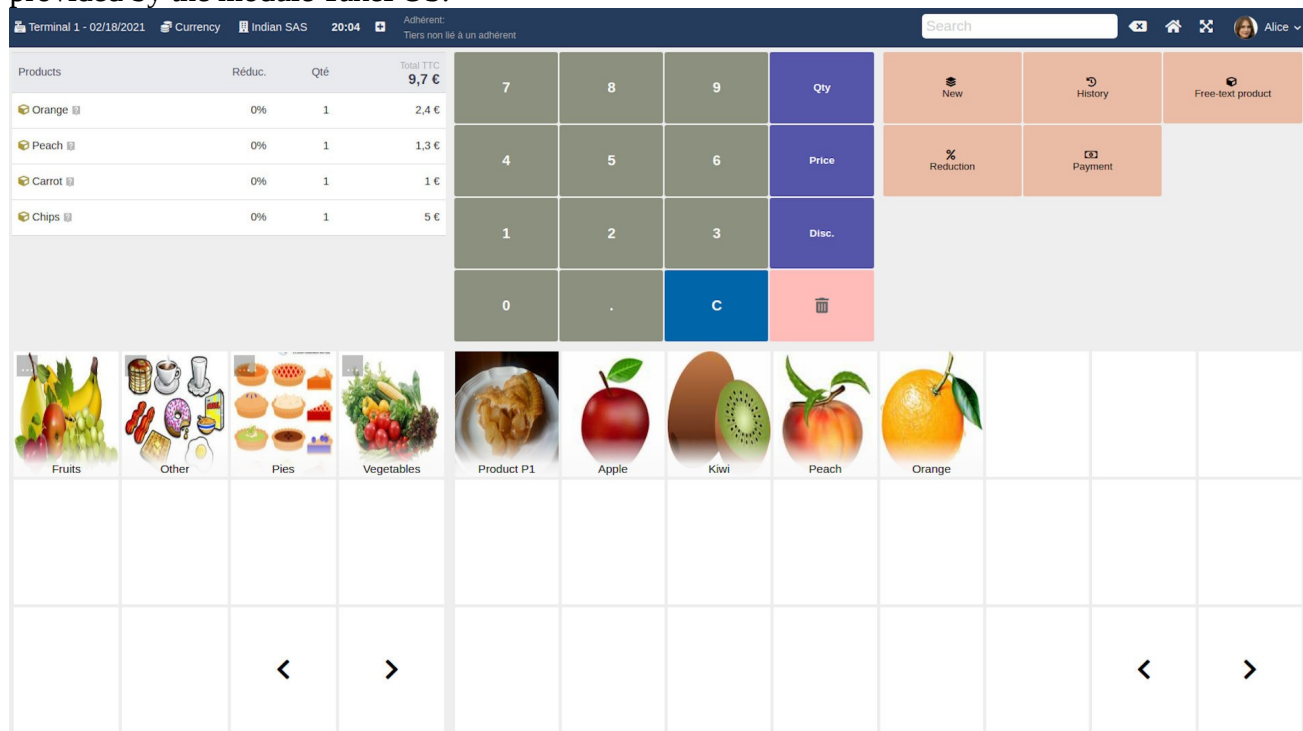 provided by the module TakePOS.
Terminal 1 - 02/18/2021 Currency Indian SAS 20:04 Adhérent: Tiers non lié à un adhérent Search Alice
Products Réduc. Qté Total TTC 9,7 €
Orange 0% 1 2,4 €
Peach 0% 1 1,3 €
Carrot 0% 1 1 €
Chips 0% 1 5 €
7 8 9 Qty
4 5 6 Price
1 2 3 Disc.
0 . C
New History Free-text product
Reduction Payment
Fruits Other Pies Vegetables Product P1 Apple Kiwi Peach Orange